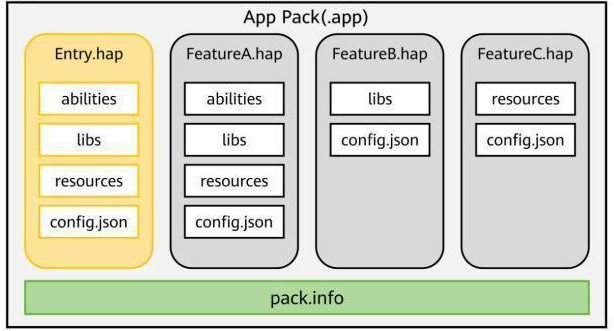 App Pack(.app)
Entry.hap
abilities
libs
resources
config.json
FeatureA.hap
abilities
libs
resources
config.json
FeatureB.hap
libs
config.json
FeatureC.hap
resources
config.json
pack.info